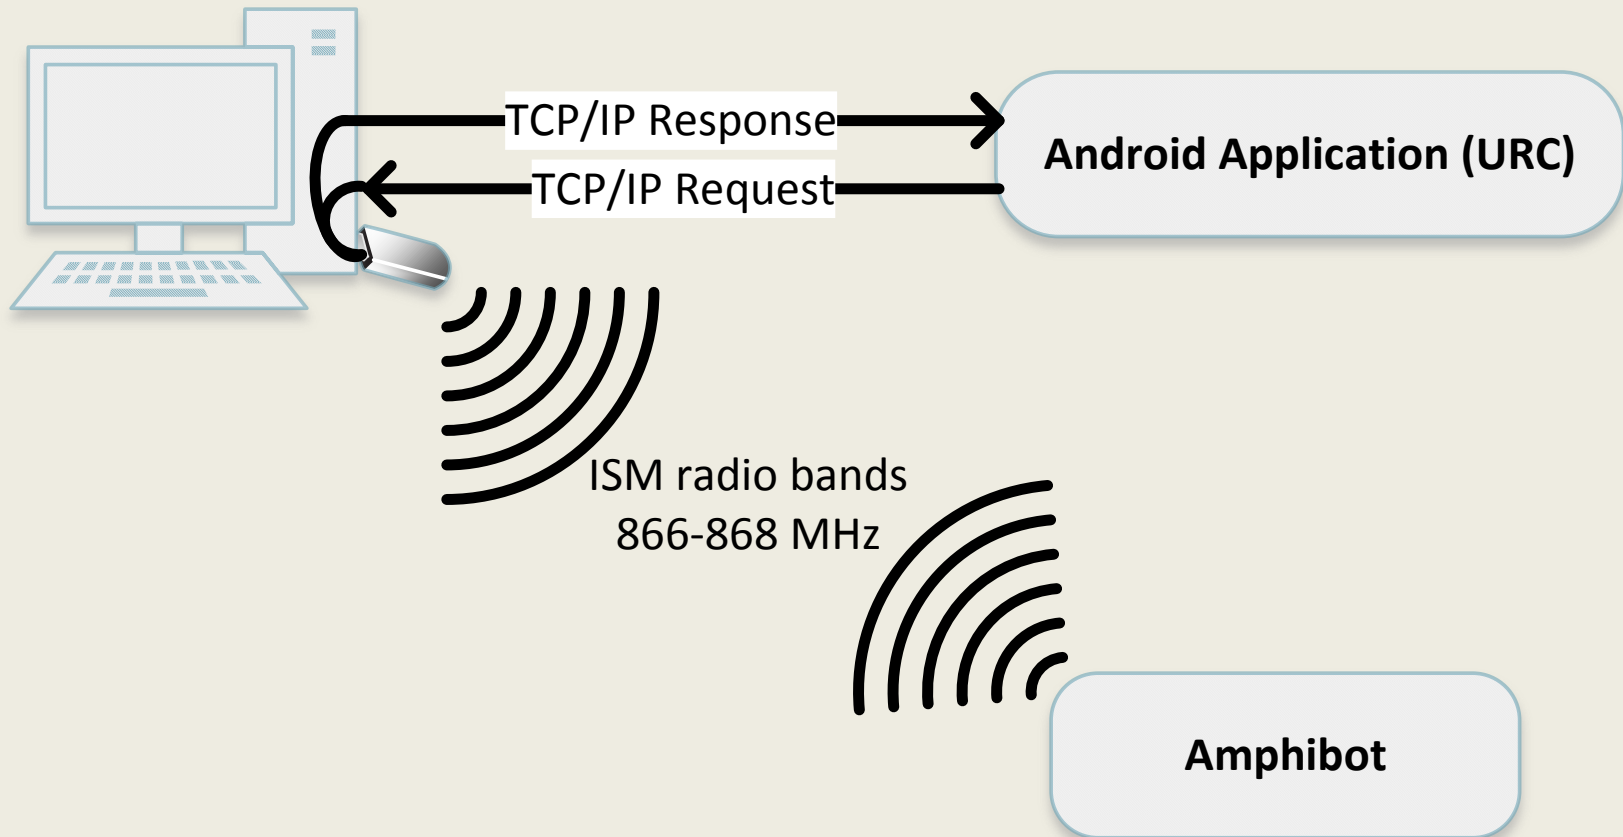 TCP/IP Response
Android Application (URC)
TCP/IP Request
ISM radio bands
866-868 MHz
Amphibot